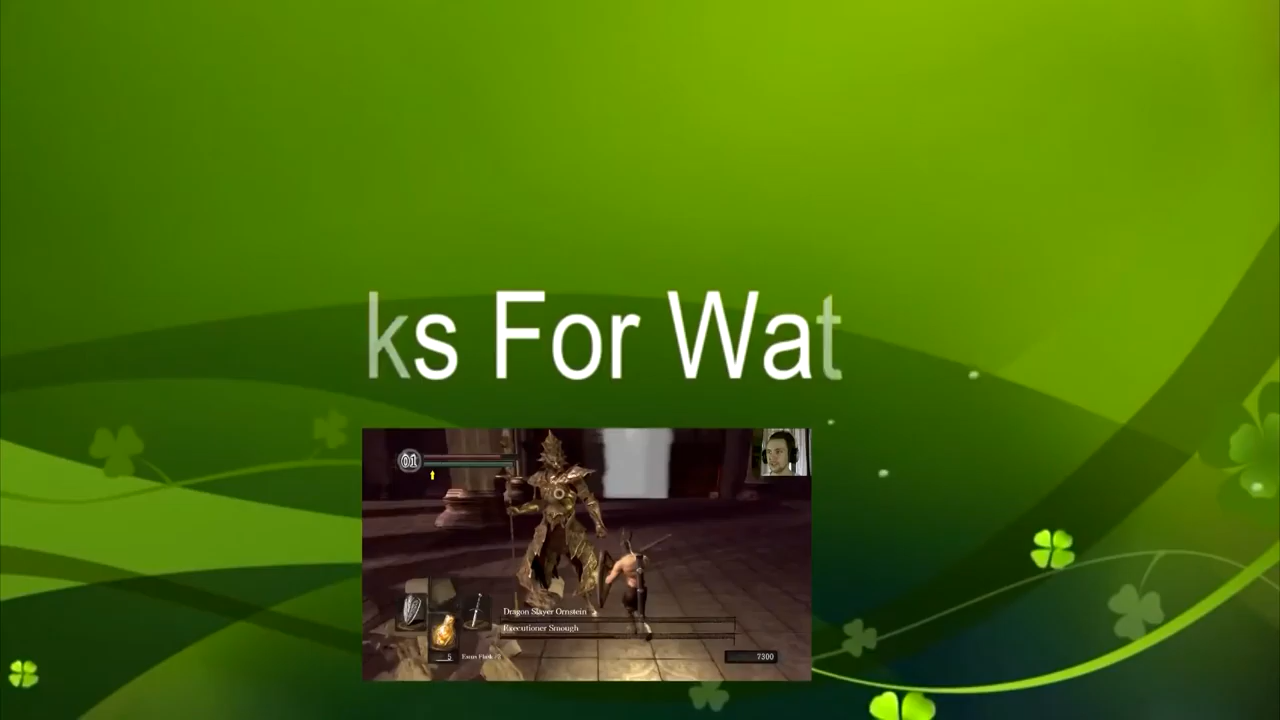 ks For Wat
01
Dragon Slayer Ornstein
Executioner Smough
5
Estus Flask
7300